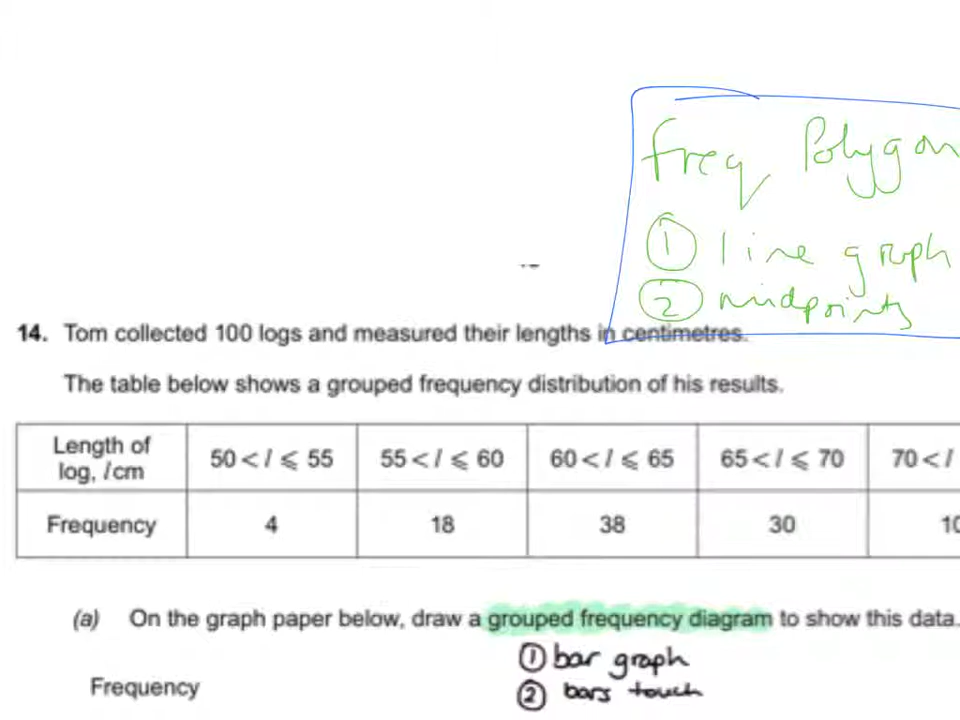 freq Polygon
① line graph
② midpoints
14. Tom collected 100 logs and measured their lengths in centimetres.
The table below shows a grouped frequency distribution of his results.
Length of log, l cm 50 < l ⩽ 55 55 < l ⩽ 60 60 < l ⩽ 65 65 < l ⩽ 70 70 < l
Frequency 4 18 38 30 10
(a) On the graph paper below, draw a grouped frequency diagram to show this data.
① bar graph
Frequency
② bars touch